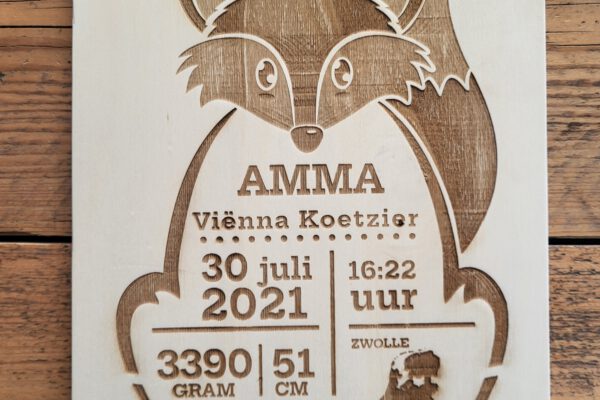 AMMA
Viënna Koetzier
30 juli
2021
16:22
uur
3390
GRAM
51
CM
ZWOLLE